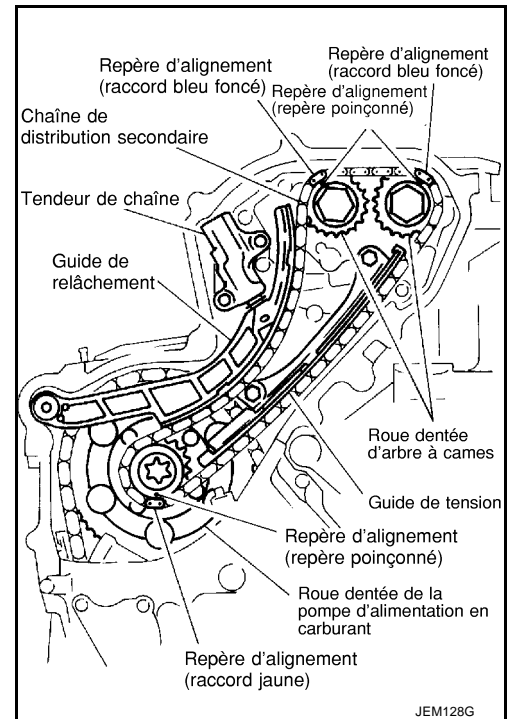 Repère d'alignement
(raccord bleu foncé)
Repère d'alignement
(raccord bleu foncé)
Repère d'alignement
(repère poinçonné)
Chaîne de
distribution secondaire
Tendeur de chaîne
Guide de
relâchement
Roue dentée
d'arbre à cames
Guide de tension
Repère d'alignement
(repère poinçonné)
Roue dentée de la
pompe d'alimentation en
carburant
Repère d'alignement
(raccord jaune)
JEM128G